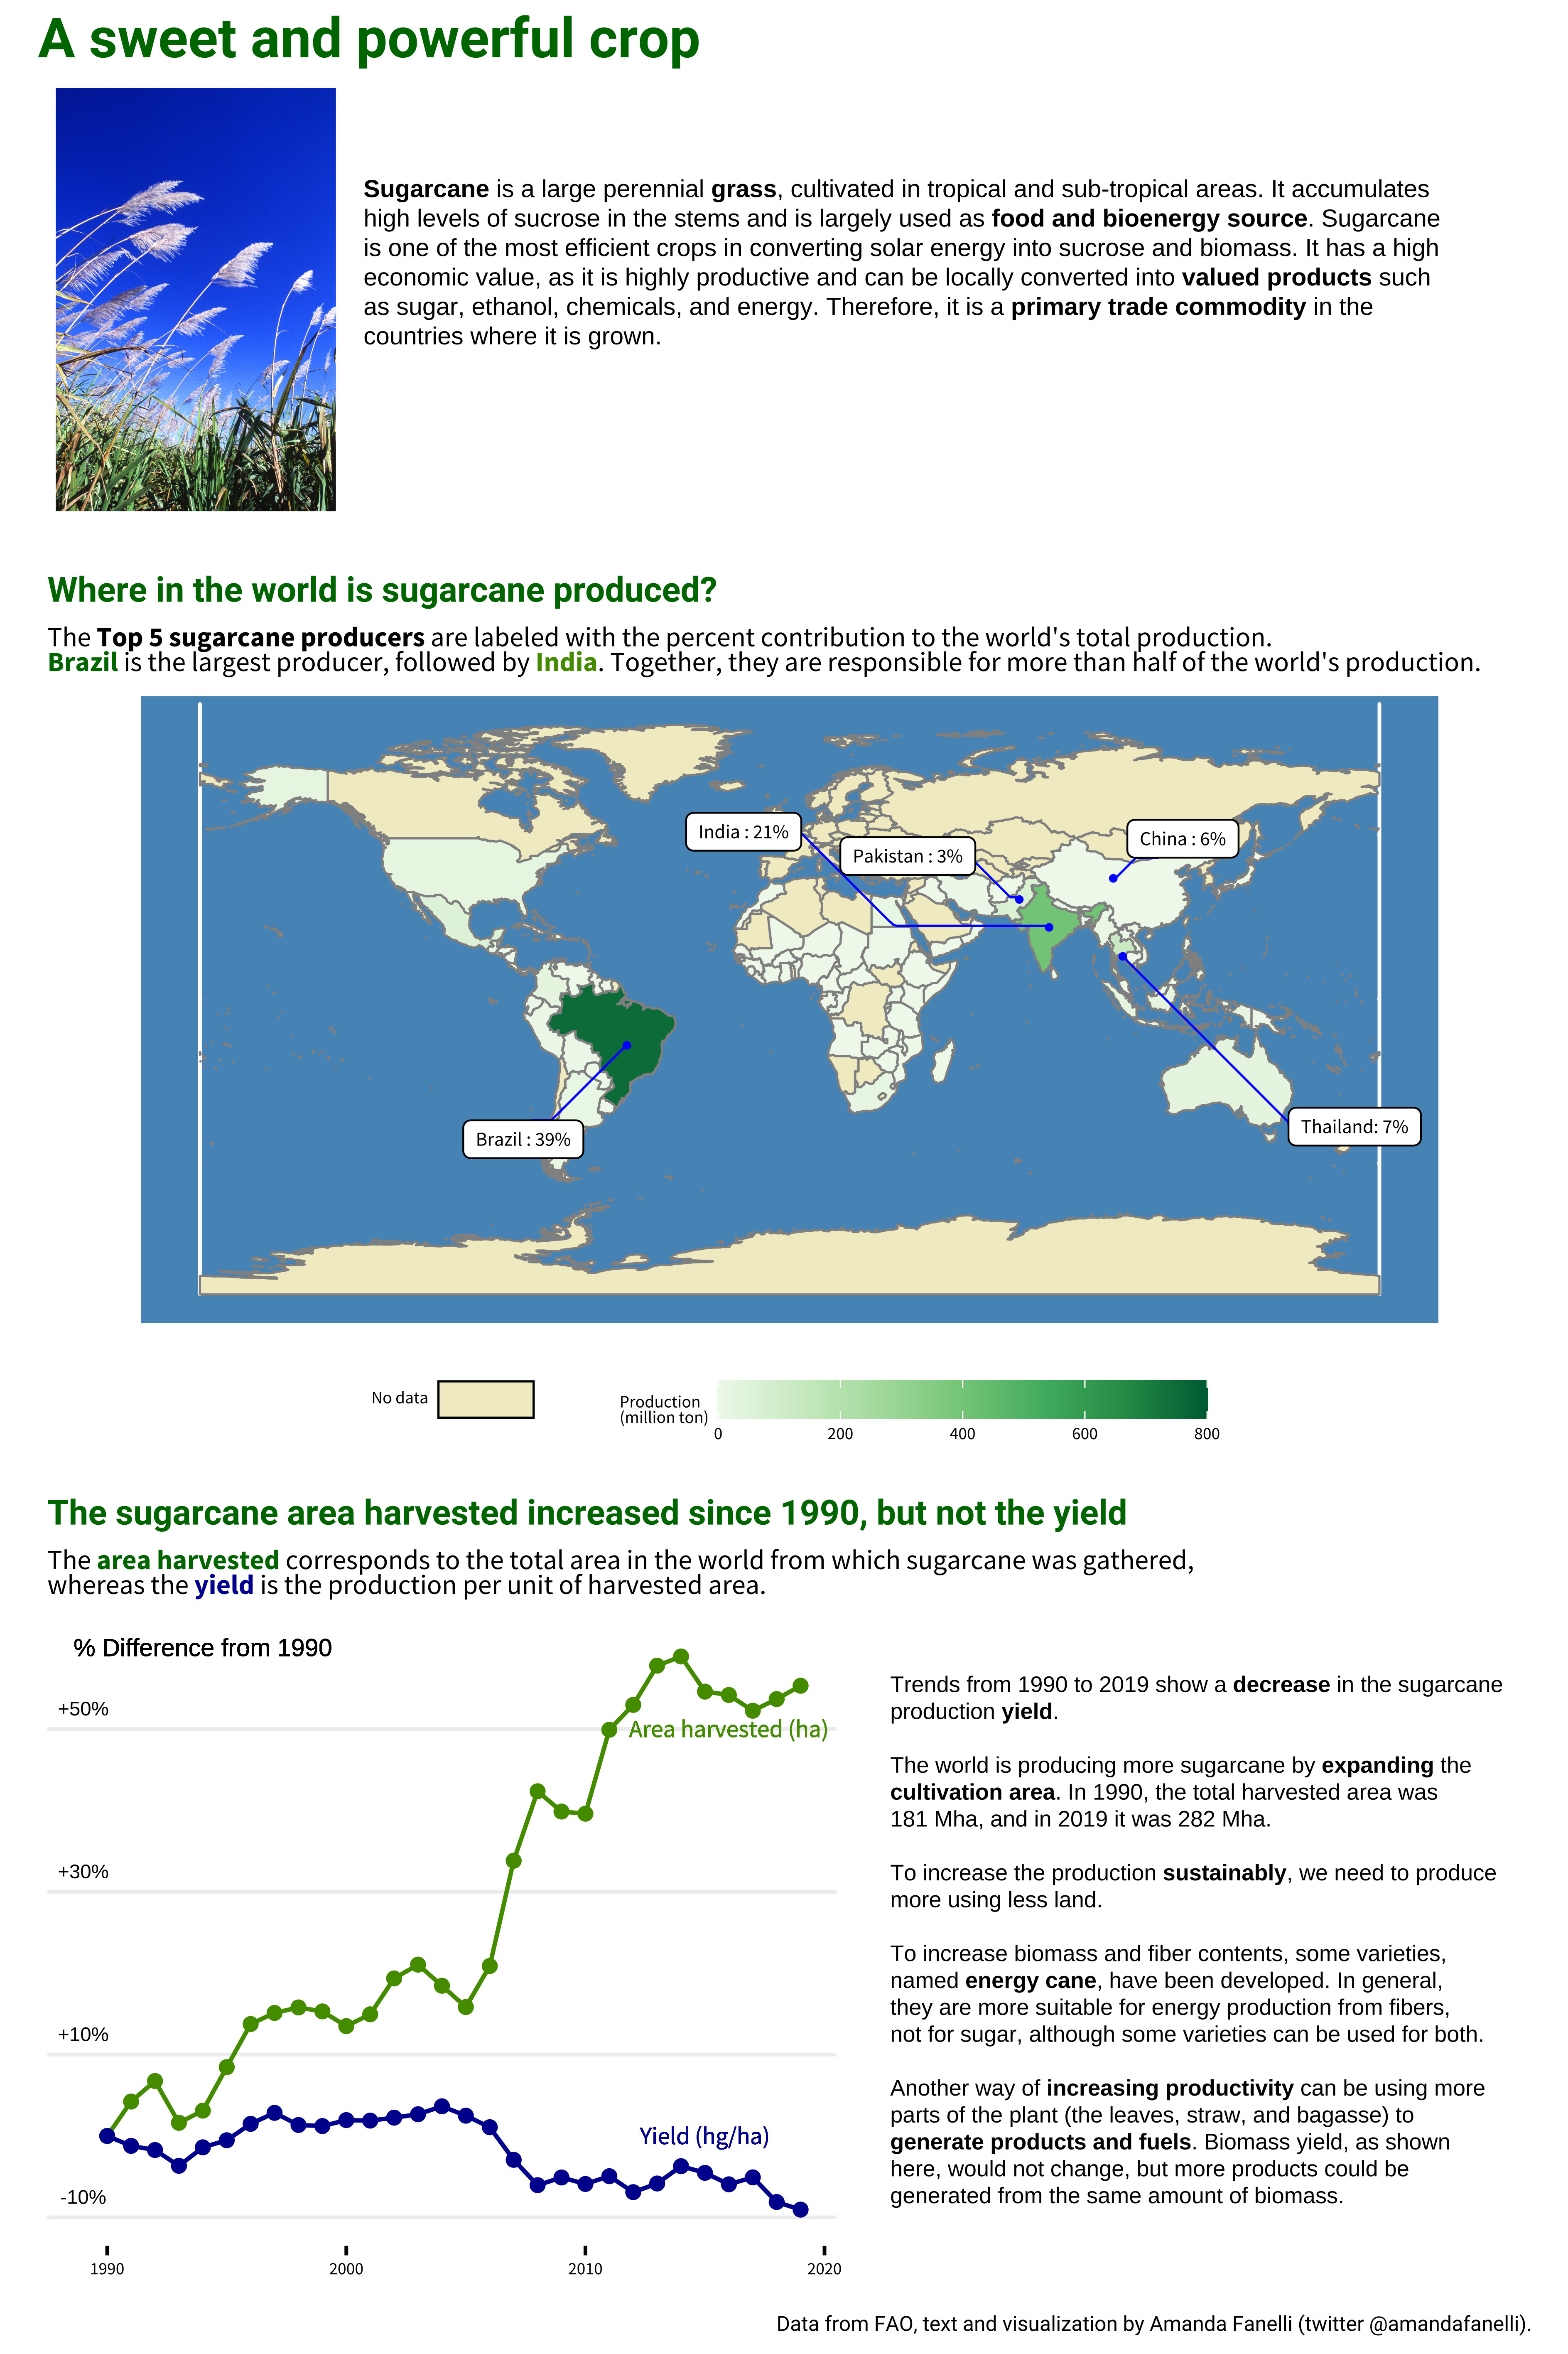 A sweet and powerful crop
Sugarcane is a large perennial grass, cultivated in tropical and sub-tropical areas. It accumulates
high levels of sucrose in the stems and is largely used as food and bioenergy source. Sugarcane
is one of the most efficient crops in converting solar energy into sucrose and biomass. It has a high
economic value, as it is highly productive and can be locally converted into valued products such
as sugar, ethanol, chemicals, and energy. Therefore, it is a primary trade commodity in the
countries where it is grown.
Where in the world is sugarcane produced?
The Top 5 sugarcane producers are labeled with the percent contribution to the world's total production.
Brazil is the largest producer, followed by India. Together, they are responsible for more than half of the world's production.
India : 21%
Pakistan : 3%
China : 6%
Brazil : 39%
Thailand: 7%
No data
Production
(million ton)
0 200 400 600 800
The sugarcane area harvested increased since 1990, but not the yield
The area harvested corresponds to the total area in the world from which sugarcane was gathered,
whereas the yield is the production per unit of harvested area.
% Difference from 1990
+50%
Area harvested (ha)
+30%
+10%
Yield (hg/ha)
-10%
1990 2000 2010 2020
Trends from 1990 to 2019 show a decrease in the sugarcane
production yield.
The world is producing more sugarcane by expanding the
cultivation area. In 1990, the total harvested area was
181 Mha, and in 2019 it was 282 Mha.
To increase the production sustainably, we need to produce
more using less land.
To increase biomass and fiber contents, some varieties,
named energy cane, have been developed. In general,
they are more suitable for energy production from fibers,
not for sugar, although some varieties can be used for both.
Another way of increasing productivity can be using more
parts of the plant (the leaves, straw, and bagasse) to
generate products and fuels. Biomass yield, as shown
here, would not change, but more products could be
generated from the same amount of biomass.
Data from FAO, text and visualization by Amanda Fanelli (twitter @amandafanelli).